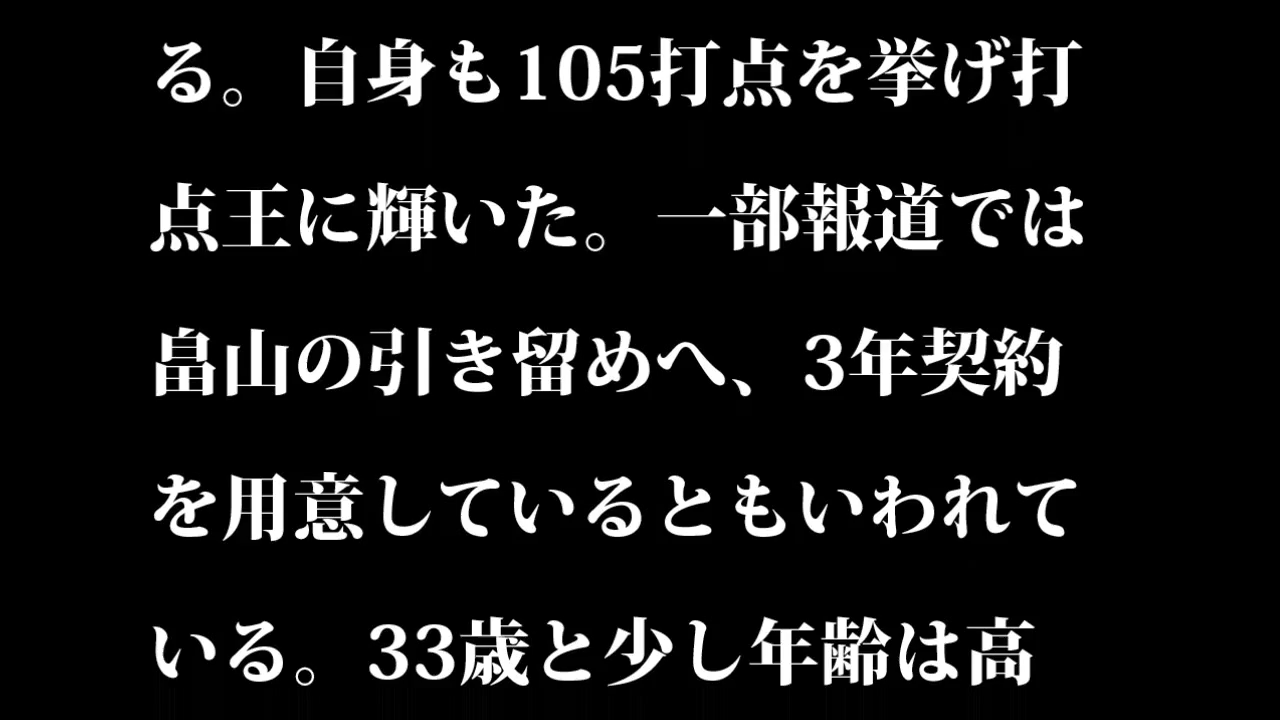 る。自身も105打点を挙げ打
点王に輝いた。一部報道では
畠山の引き留めへ、3年契約
を用意しているともいわれて
いる。33歳と少し年齢は高